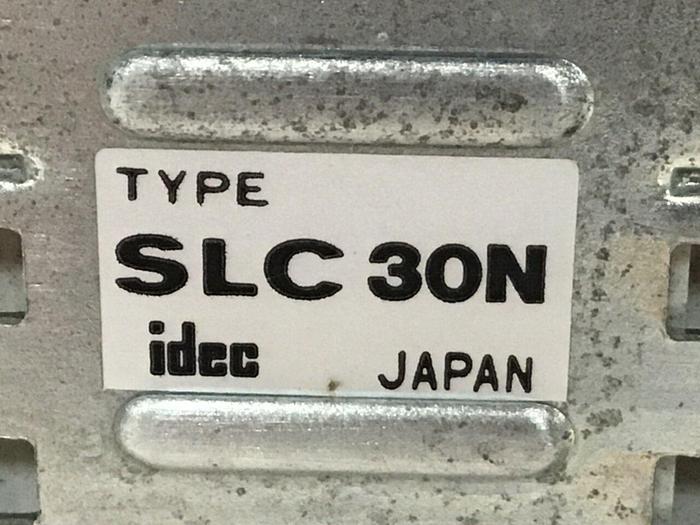 TYPE
SLC 30N
idec JAPAN